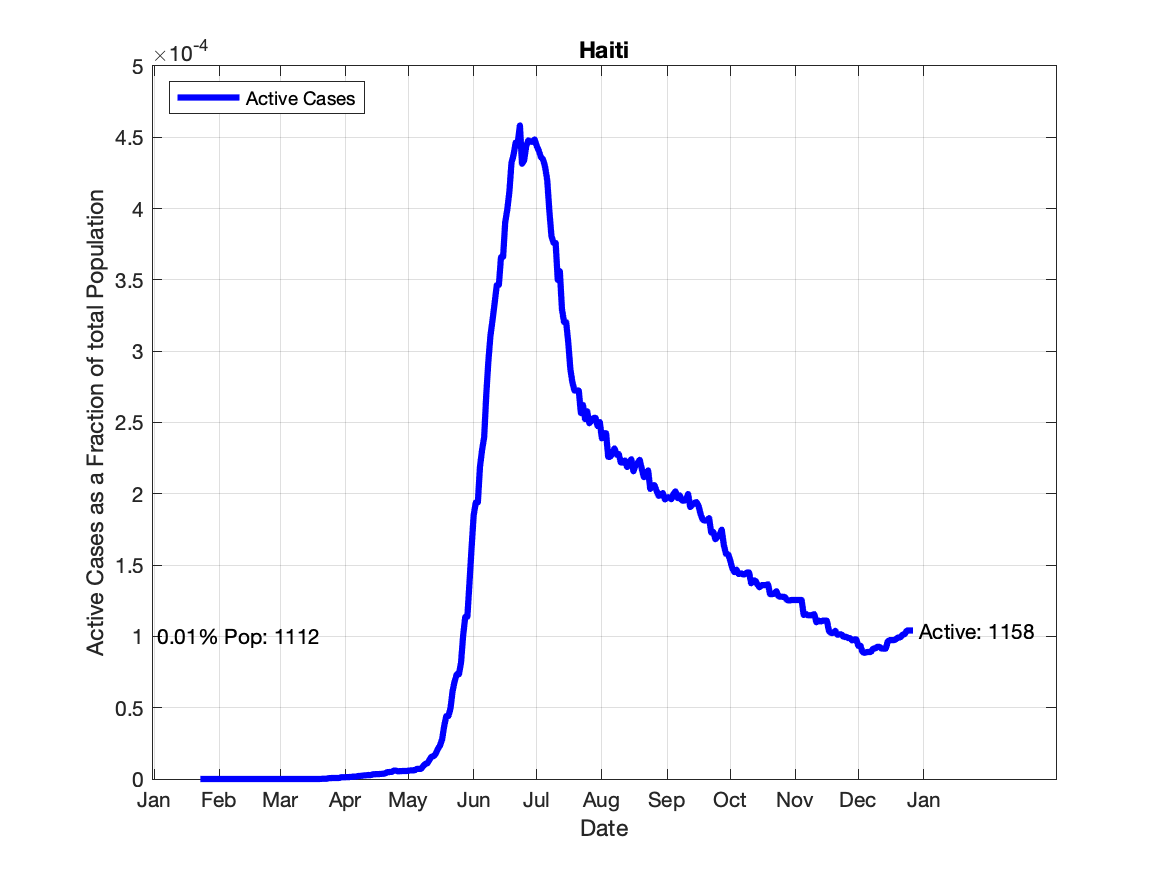 Haiti
×10-4
Active Cases
5
4.5
4
3.5
3
2.5
2
1.5
1
0.5
0
Active Cases as a Fraction of total Population
0.01% Pop: 1112
Active: 1158
Jan Feb Mar Apr May Jun Jul Aug Sep Oct Nov Dec Jan
Date